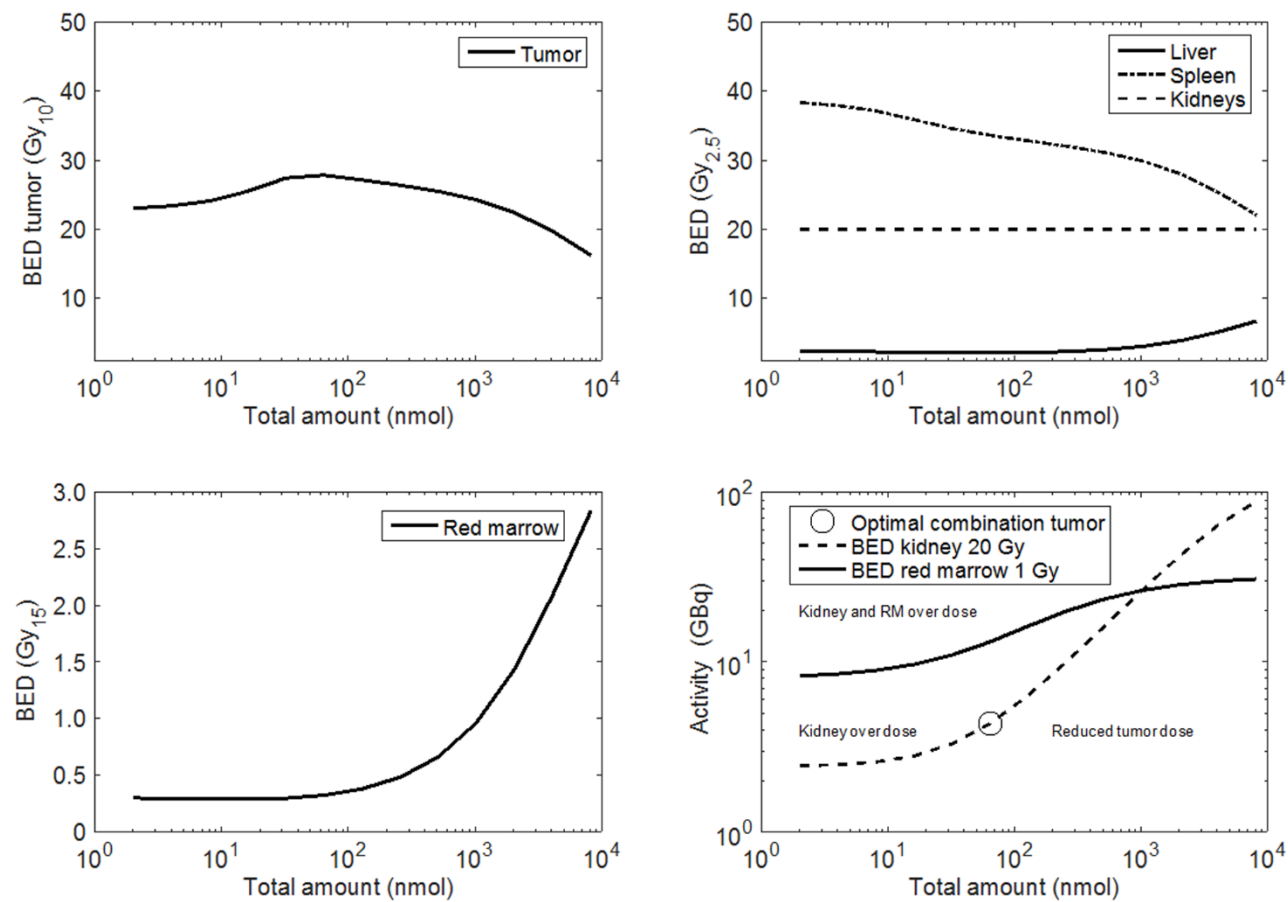 50
40
30
20
10
BED tumor (Gy10)
Tumor
10^0 10^1 10^2 10^3 10^4
Total amount (nmol)
50
40
30
20
10
BED (Gy2.5)
Liver
Spleen
Kidneys
10^0 10^1 10^2 10^3 10^4
Total amount (nmol)
3.0
2.5
2.0
1.5
1.0
0.5
0
BED (Gy15)
Red marrow
10^0 10^1 10^2 10^3 10^4
Total amount (nmol)
10^2
10^1
10^0
Activity (GBq)
Optimal combination tumor
BED kidney 20 Gy
BED red marrow 1 Gy
Kidney and RM over dose
Kidney over dose
Reduced tumor dose
10^0 10^1 10^2 10^3 10^4
Total amount (nmol)